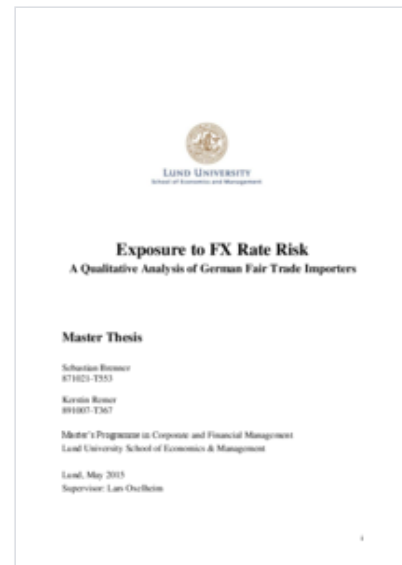 LUND UNIVERSITY
School of Economics and Management
Exposure to FX Rate Risk
A Qualitative Analysis of German Fair Trade Importers
Master Thesis
Sebastian Brenner
871021-T553
Kerstin Remer
891007-T367
Master's Programme in Corporate and Financial Management
Lund University School of Economics & Management
Lund, May 2015
Supervisor: Lars Oxelheim
i